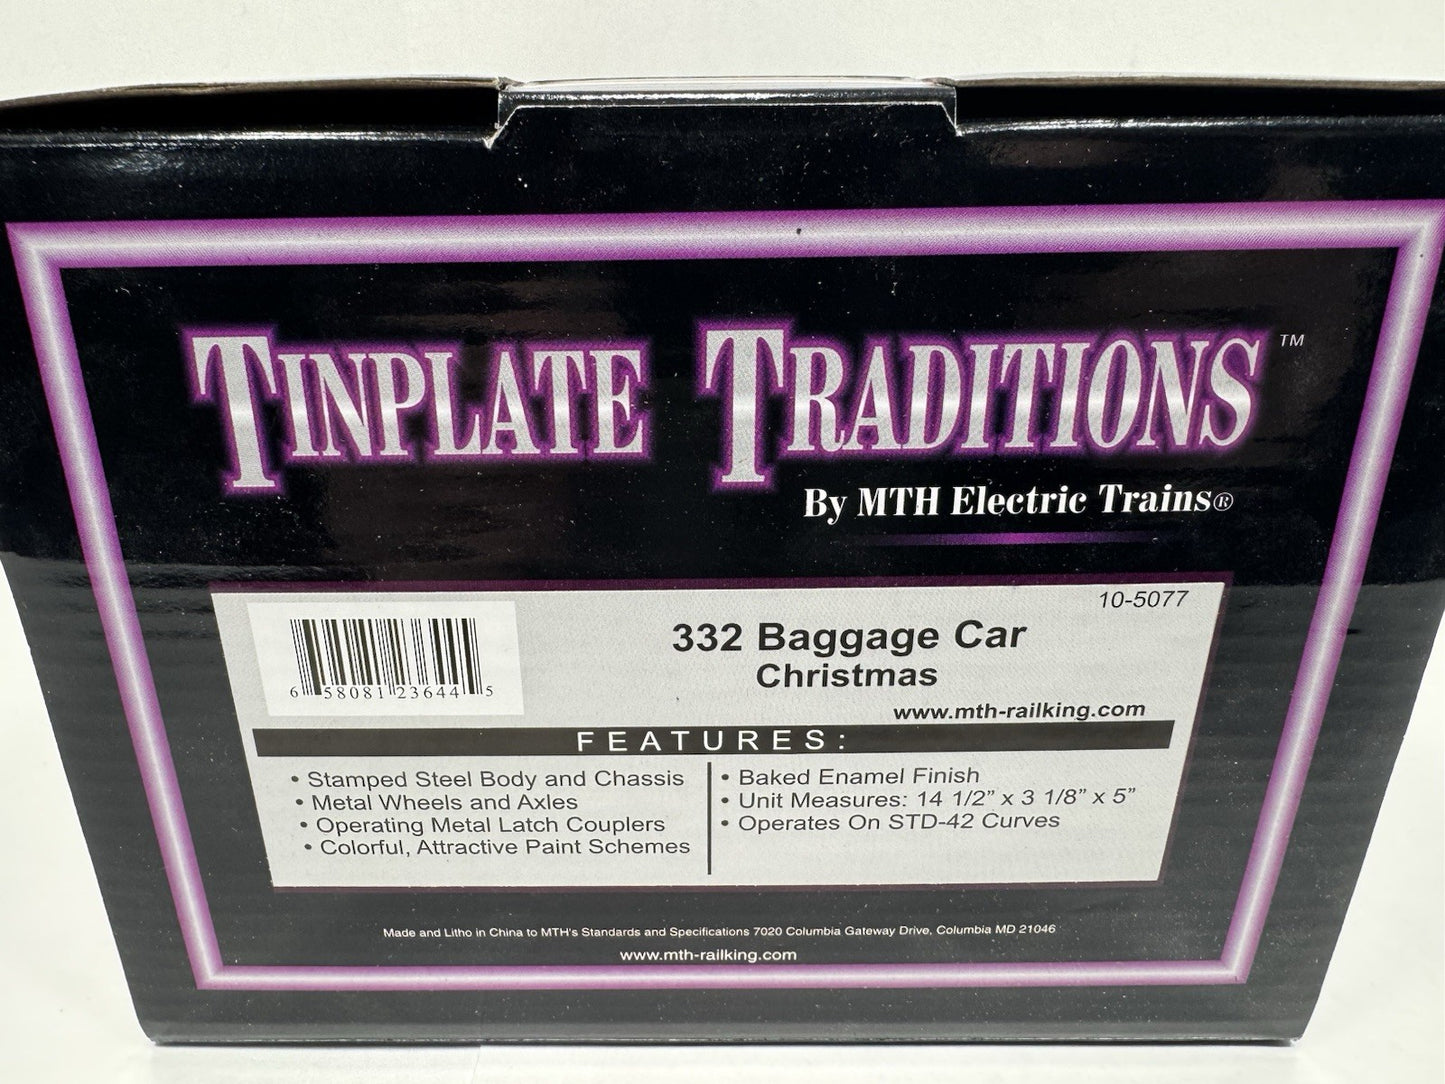 TINPLATE TRADITIONS™
By MTH Electric Trains®
10-5077
332 Baggage Car
Christmas
6 58081 23644 5
www.mth-railking.com
FEATURES:
• Stamped Steel Body and Chassis
• Metal Wheels and Axles
• Operating Metal Latch Couplers
• Colorful, Attractive Paint Schemes
• Baked Enamel Finish
• Unit Measures: 14 1/2” x 3 1/8” x 5”
• Operates On STD-42 Curves
Made and Litho in China to MTH's Standards and Specifications 7020 Columbia Gateway Drive, Columbia MD 21046
www.mth-railking.com